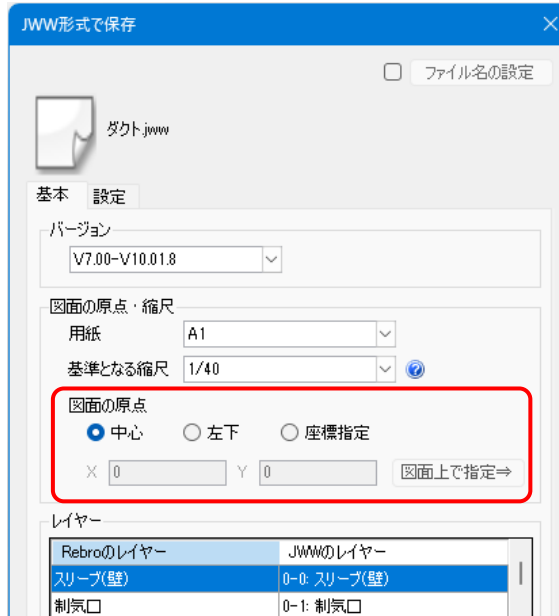 JWW形式で保存
ファイル名の設定
ダクト.jww
基本 設定
バージョン
V7.00-V10.01.8
図面の原点・縮尺
用紙 A1
基準となる縮尺 1/40
図面の原点
中心 左下 座標指定
X 0 Y 0 図面上で指定⇒
レイヤー
Rebroのレイヤー JWWのレイヤー
スリーブ(壁) 0-0: スリーブ(壁)
制気口 0-1: 制気口